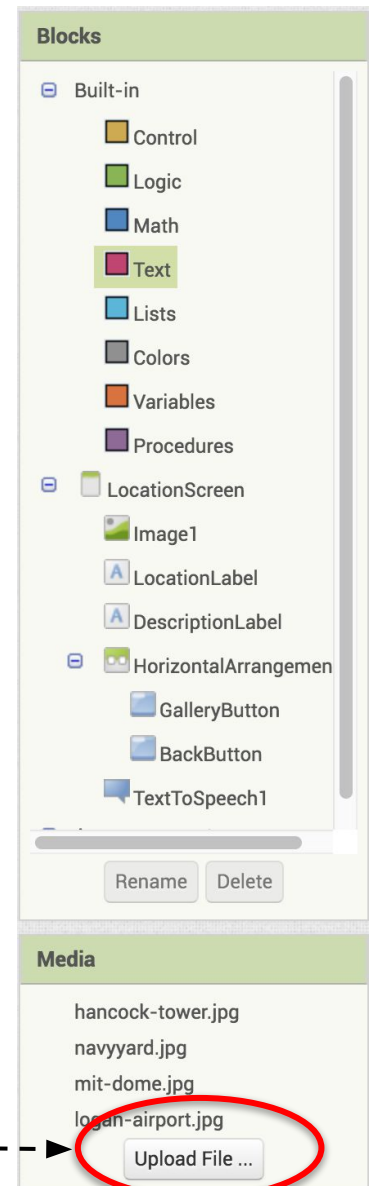 Blocks
Built-in
Control
Logic
Math
Text
Lists
Colors
Variables
Procedures
LocationScreen
Image1
A LocationLabel
A DescriptionLabel
HorizontalArrangemen
GalleryButton
BackButton
TextToSpeech1
Rename Delete
Media
hancock-tower.jpg
navyyard.jpg
mit-dome.jpg
logan-airport.jpg
Upload File ...